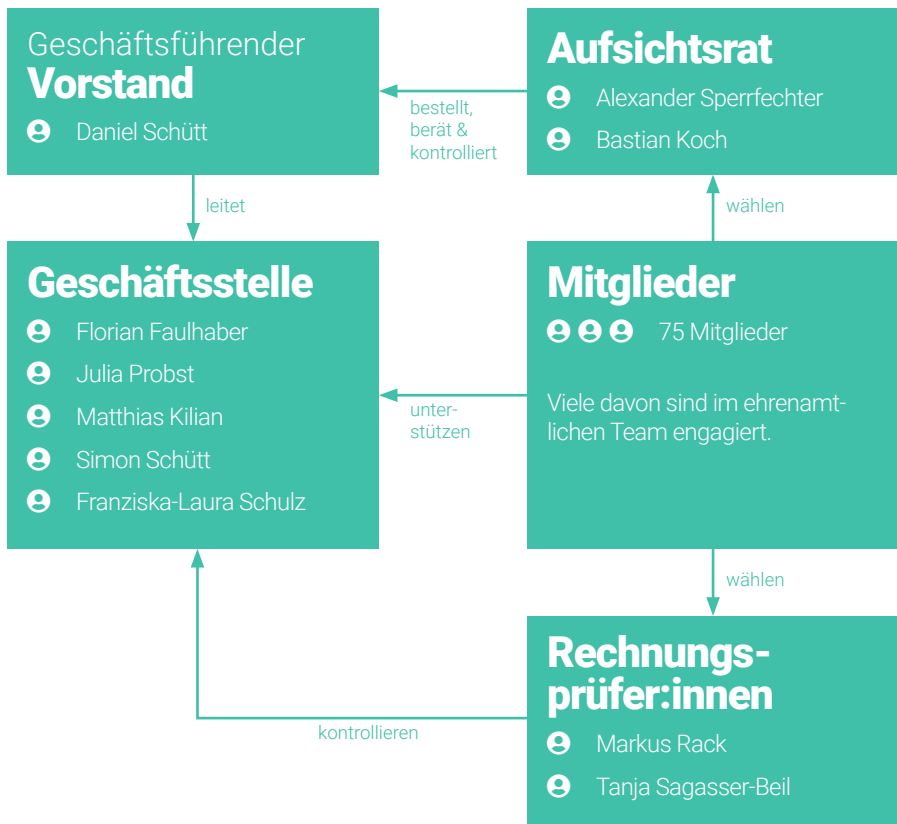 Geschäftsführender
Vorstand
Daniel Schütt
bestellt,
berät &
kontrolliert
Aufsichtsrat
Alexander Sperrfechter
Bastian Koch
leitet
wählen
Geschäftsstelle
Florian Faulhaber
Julia Probst
Matthias Kilian
Simon Schütt
Franziska-Laura Schulz
unter-
stützen
Mitglieder
75 Mitglieder
Viele davon sind im ehrenamt-
lichen Team engagiert.
wählen
kontrollieren
Rechnungs-
prüfer:innen
Markus Rack
Tanja Sagasser-Beil